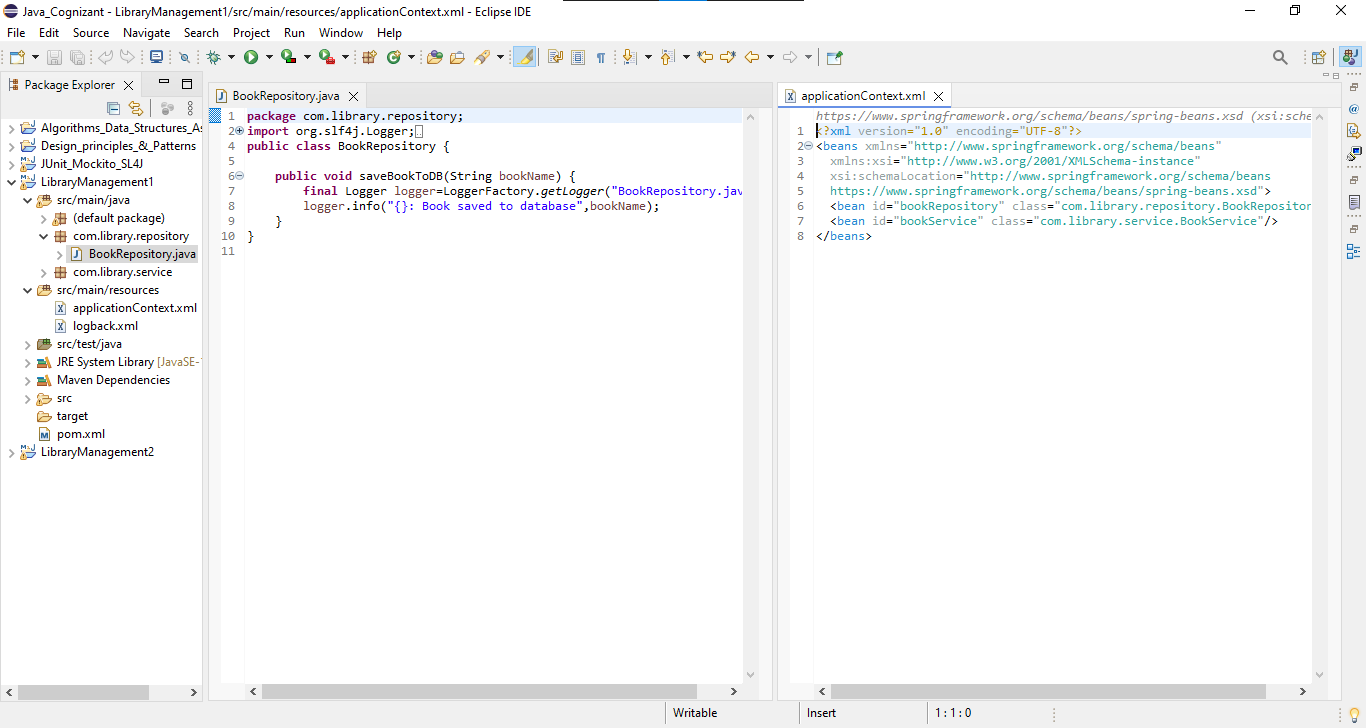 Java_Cognizant - LibraryManagement1/src/main/resources/applicationContext.xml - Eclipse IDE
File Edit Source Navigate Search Project Run Window Help
Package Explorer
Algorithms_Data_Structures_As
Design_principles_&_Patterns
JUnit_Mockito_SL4J
LibraryManagement1
src/main/java
(default package)
com.library.repository
BookRepository.java
com.library.service
src/main/resources
applicationContext.xml
logback.xml
src/test/java
JRE System Library [JavaSE-1
Maven Dependencies
src
target
pom.xml
LibraryManagement2
BookRepository.java
1 package com.library.repository;
2 import org.slf4j.Logger;
4 public class BookRepository {
5
6 public void saveBookToDB(String bookName) {
7 final Logger logger=LoggerFactory.getLogger("BookRepository.jav
8 logger.info("{}: Book saved to database",bookName);
9 }
10 }
11
applicationContext.xml
https://www.springframework.org/schema/beans/spring-beans.xsd (xsi:sche
1 <?xml version="1.0" encoding="UTF-8"?>
2 <beans xmlns="http://www.springframework.org/schema/beans"
3 xmlns:xsi="http://www.w3.org/2001/XMLSchema-instance"
4 xsi:schemaLocation="http://www.springframework.org/schema/beans
5 https://www.springframework.org/schema/beans/spring-beans.xsd">
6 <bean id="bookRepository" class="com.library.repository.BookRepositor
7 <bean id="bookService" class="com.library.service.BookService"/>
8 </beans>
Writable Insert 1 : 1 : 0